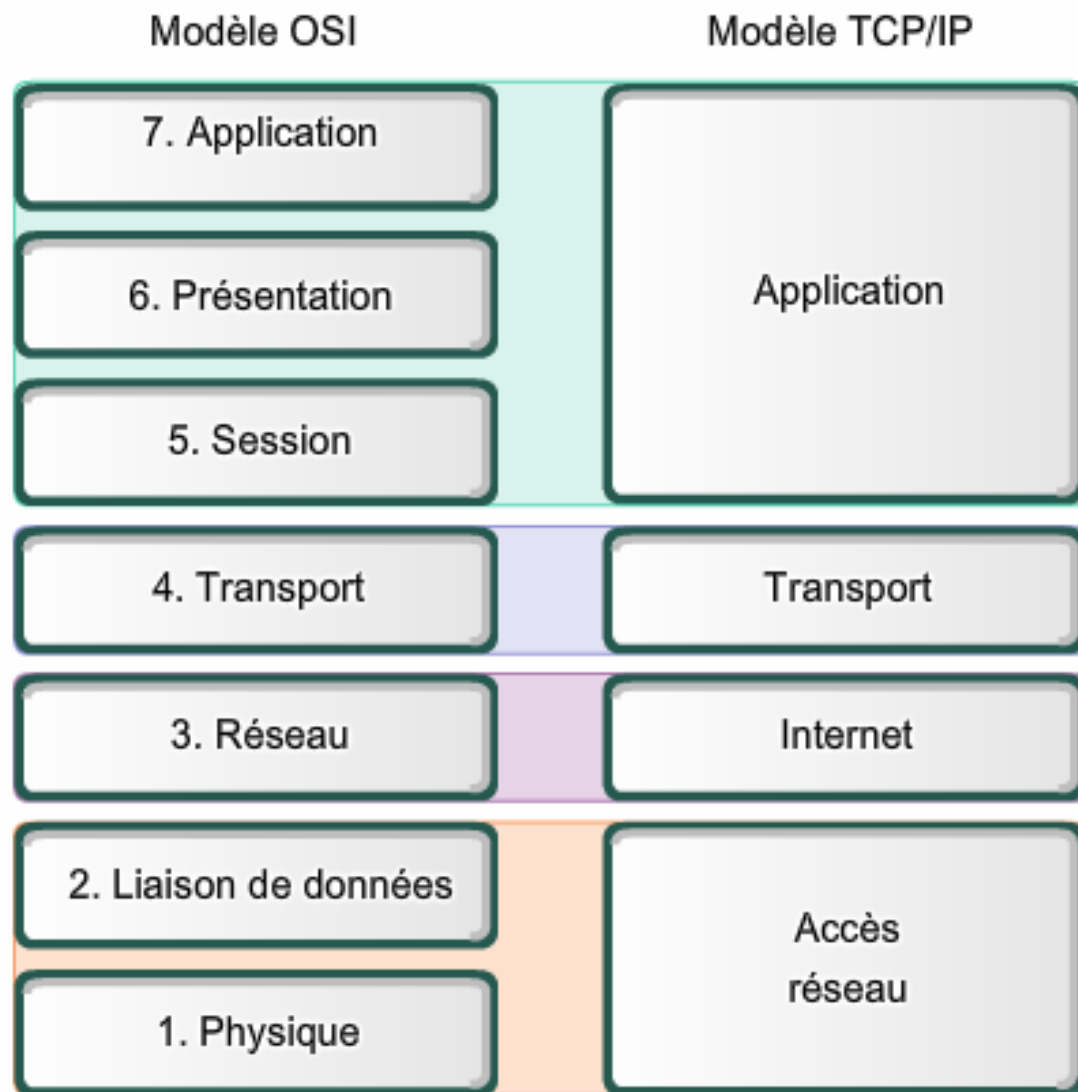 Modèle OSI
Modèle TCP/IP
7. Application
6. Présentation
5. Session
Application
4. Transport
Transport
3. Réseau
Internet
2. Liaison de données
1. Physique
Accès
réseau